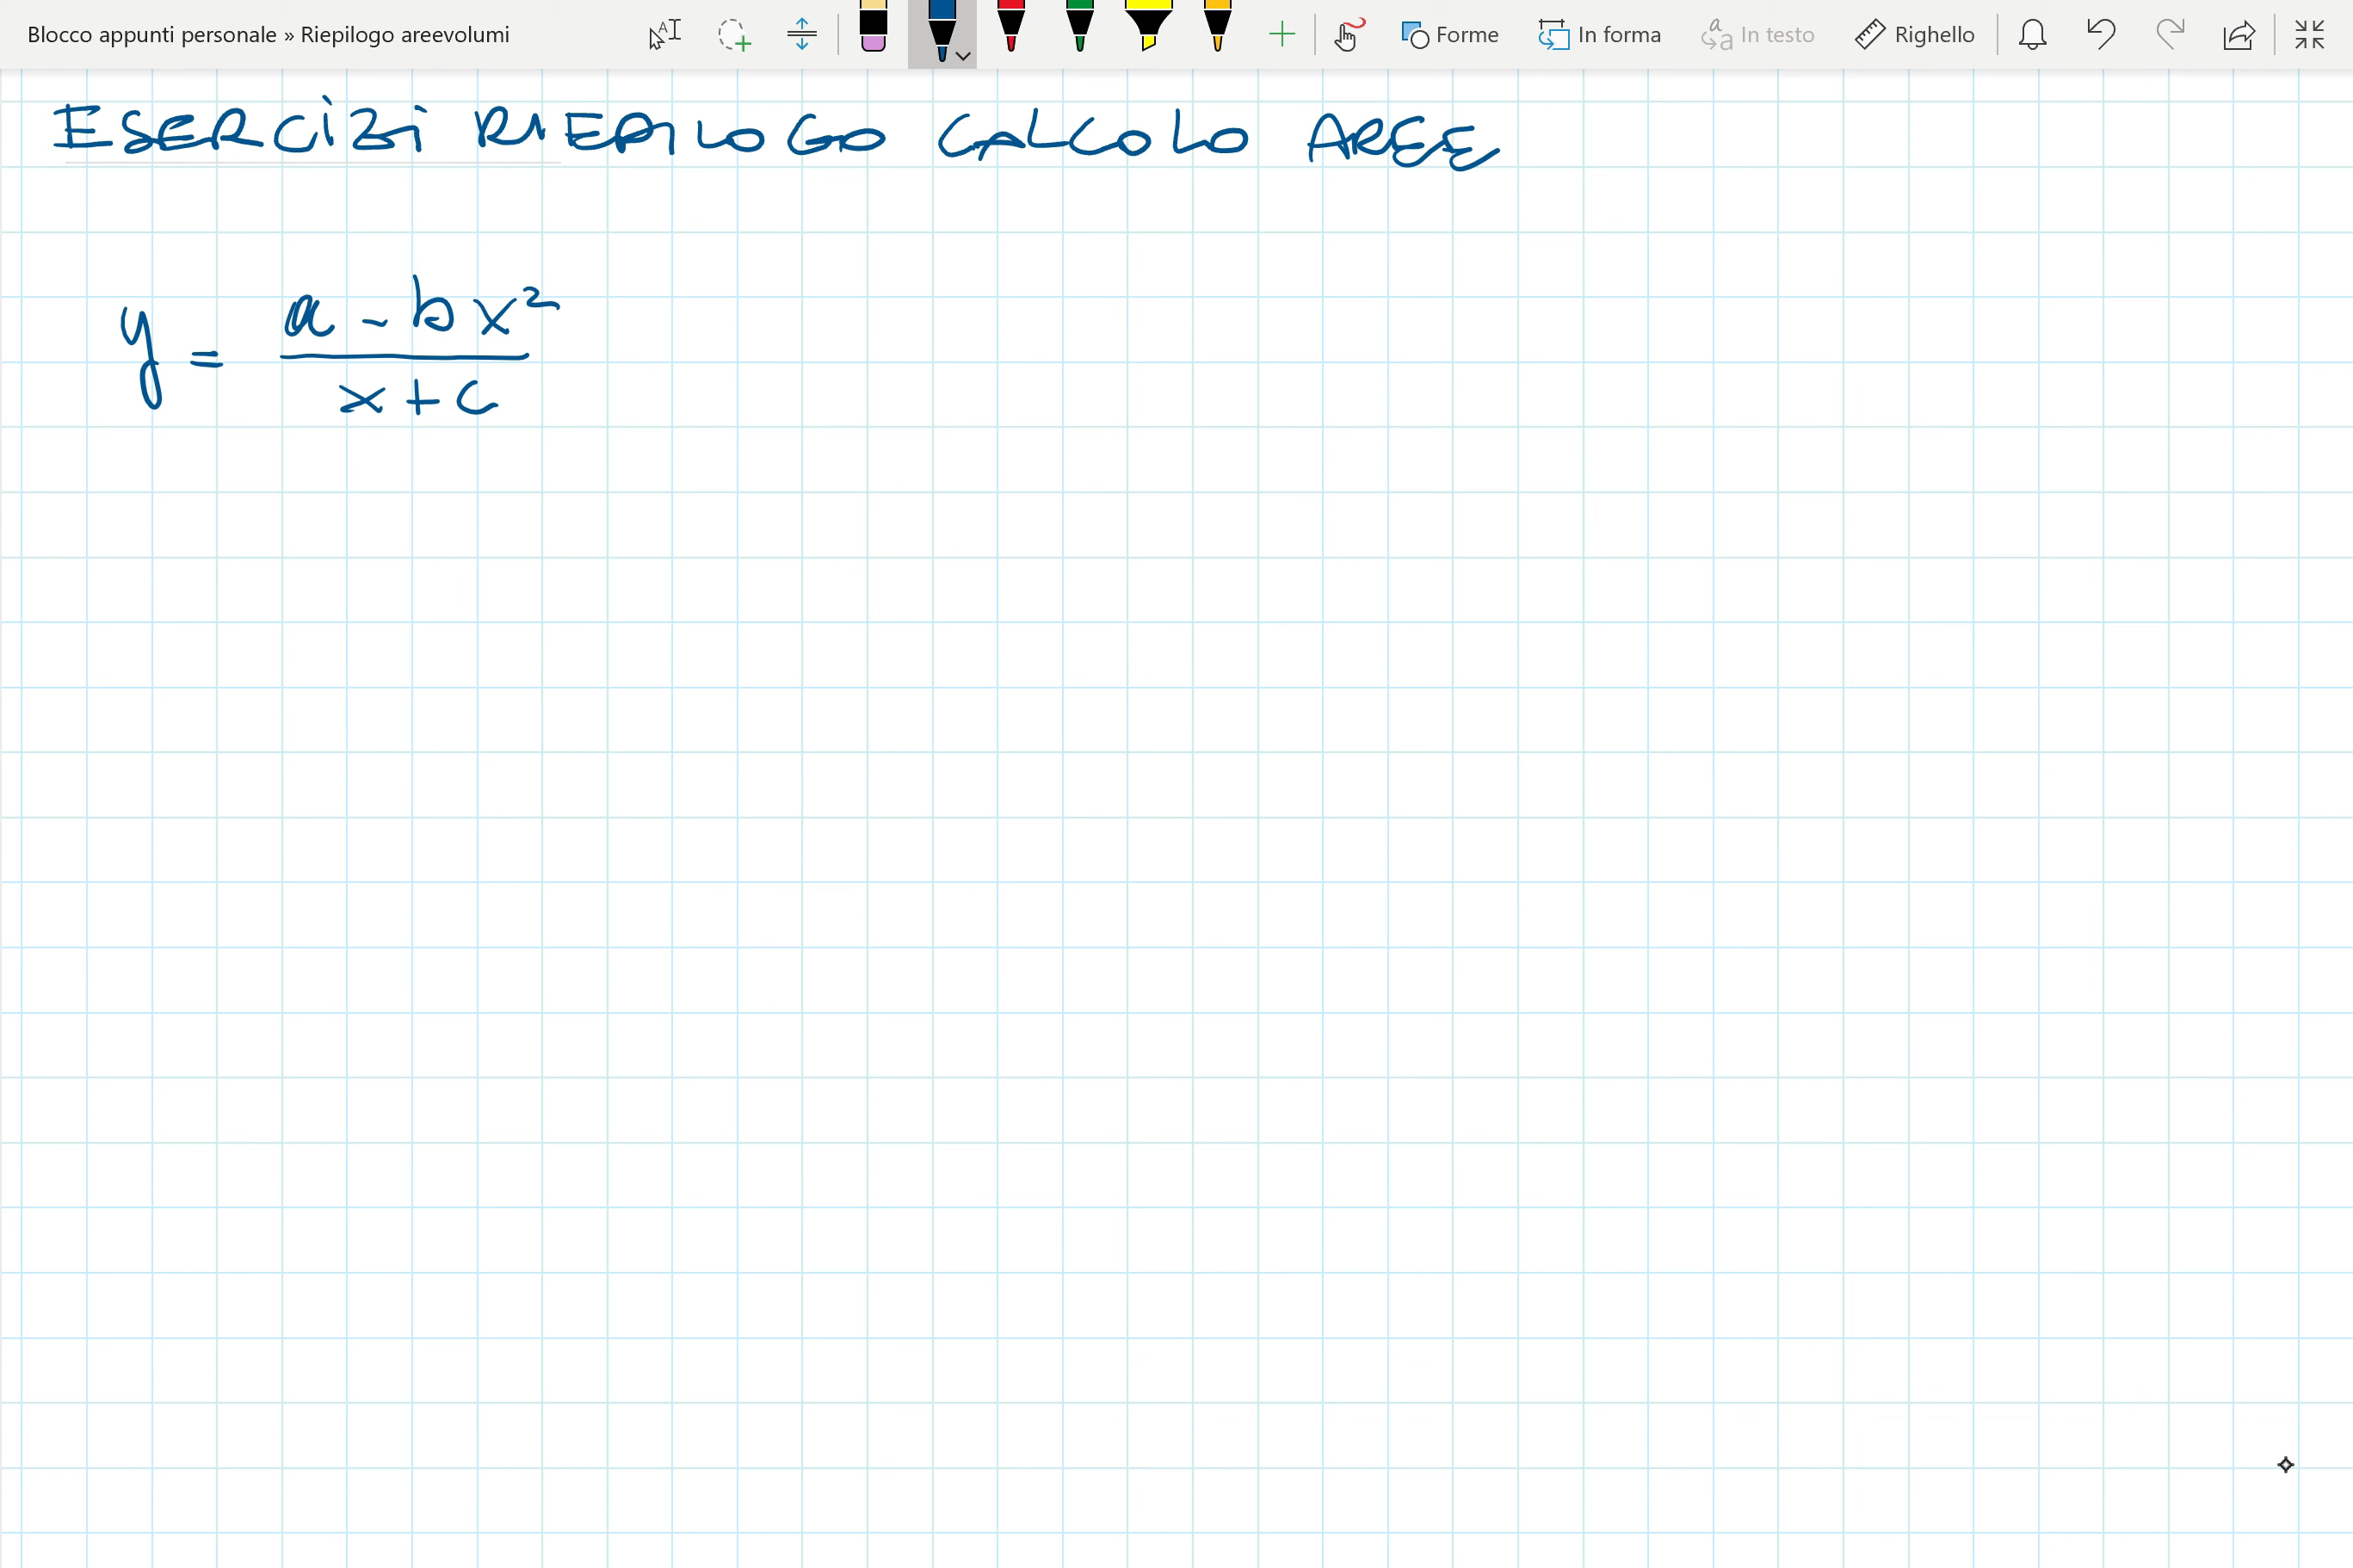 Blocco appunti personale » Riepilogo areevolumi
Forme
In forma
In testo
Righello
ESERCIZI RIEPILOGO CALCOLO AREE
y = a - bx²
x + c